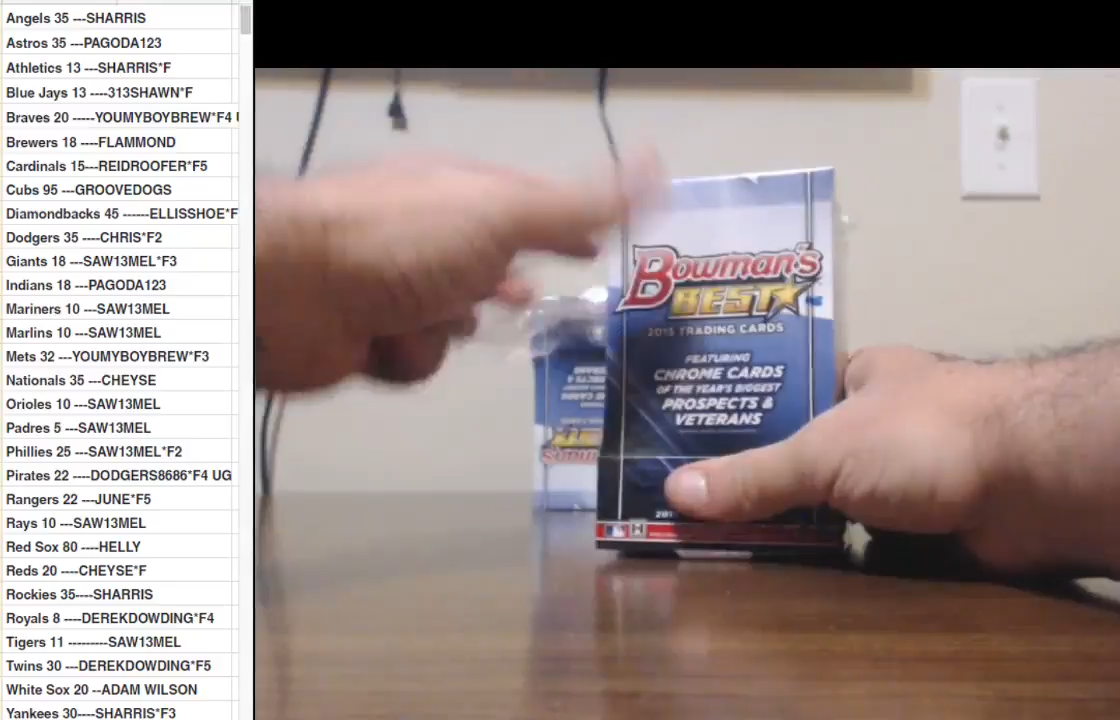 Angels 35 ---SHARRIS
Astros 35 ---PAGODA123
Athletics 13 ---SHARRIS*F
Blue Jays 13 ----313SHAWN*F
Braves 20 -----YOUMYBOYBREW*F4
Brewers 18 ----FLAMMOND
Cardinals 15---REIDROOFER*F5
Cubs 95 ---GROOVEDOGS
Diamondbacks 45 ------ELLISSHOE*F
Dodgers 35 ----CHRIS*F2
Giants 18 ---SAW13MEL*F3
Indians 18 ---PAGODA123
Mariners 10 ----SAW13MEL
Marlins 10 ---SAW13MEL
Mets 32 ---YOUMYBOYBREW*F3
Nationals 35 ---CHEYSE
Orioles 10 ---SAW13MEL
Padres 5 ---SAW13MEL
Phillies 25 ----SAW13MEL*F2
Pirates 22 ----DODGERS8686*F4 UG
Rangers 22 ---JUNE*F5
Rays 10 ---SAW13MEL
Red Sox 80 ----HELLY
Reds 20 ----CHEYSE*F
Rockies 35----SHARRIS
Royals 8 ----DEREKDOWDING*F4
Tigers 11 ---------SAW13MEL
Twins 30 ---DEREKDOWDING*F5
White Sox 20 --ADAM WILSON
Yankees 30----SHARRIS*F3
Bowman's
BEST
2015 TRADING CARDS
FEATURING
CHROME CARDS
OF THE YEAR'S BIGGEST
PROSPECTS &
VETERANS